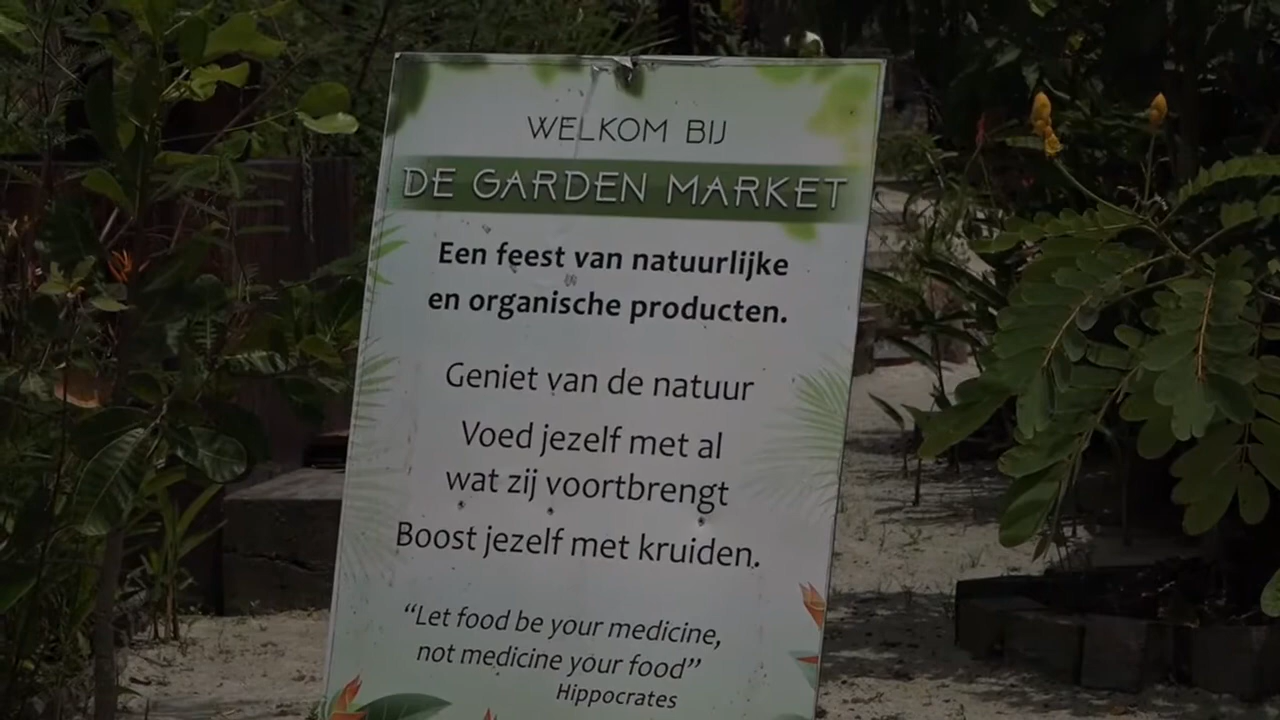 WELKOM BIJ
DE GARDEN MARKET
Een feest van natuurlijke
en organische producten.
Geniet van de natuur
Voed jezelf met al
wat zij voortbrengt
Boost jezelf met kruiden.
“Let food be your medicine,
not medicine your food”
Hippocrates